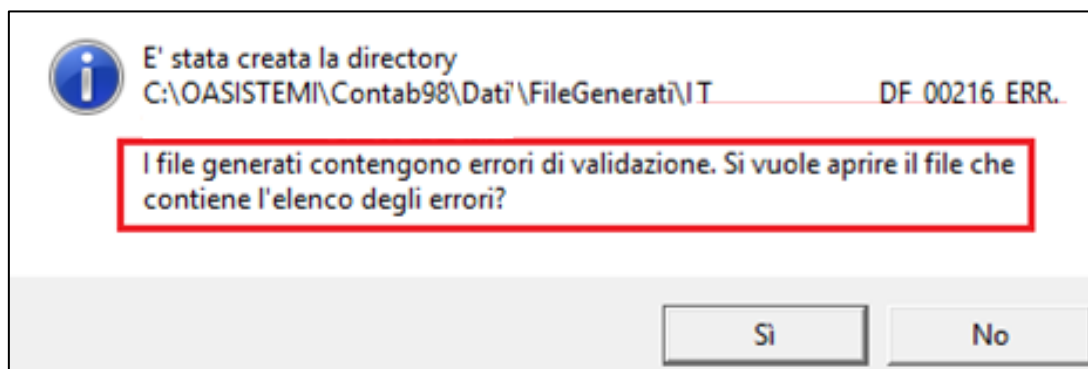 E' stata creata la directory
C:\OASISTEMI\Contab98\Dati'\FileGenerati\IT DF 00216 ERR.
I file generati contengono errori di validazione. Si vuole aprire il file che
contiene l'elenco degli errori?
Sì No